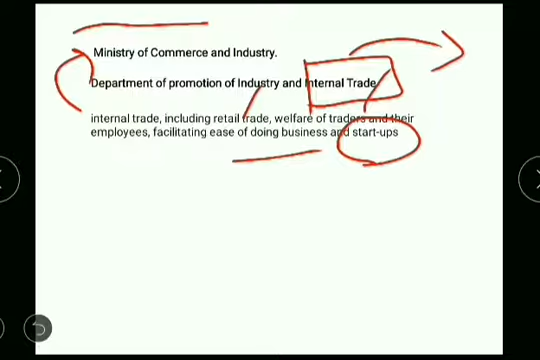 Ministry of Commerce and Industry.
Department of promotion of Industry and Internal Trade
internal trade, including retail trade, welfare of traders and their
employees, facilitating ease of doing business and start-ups